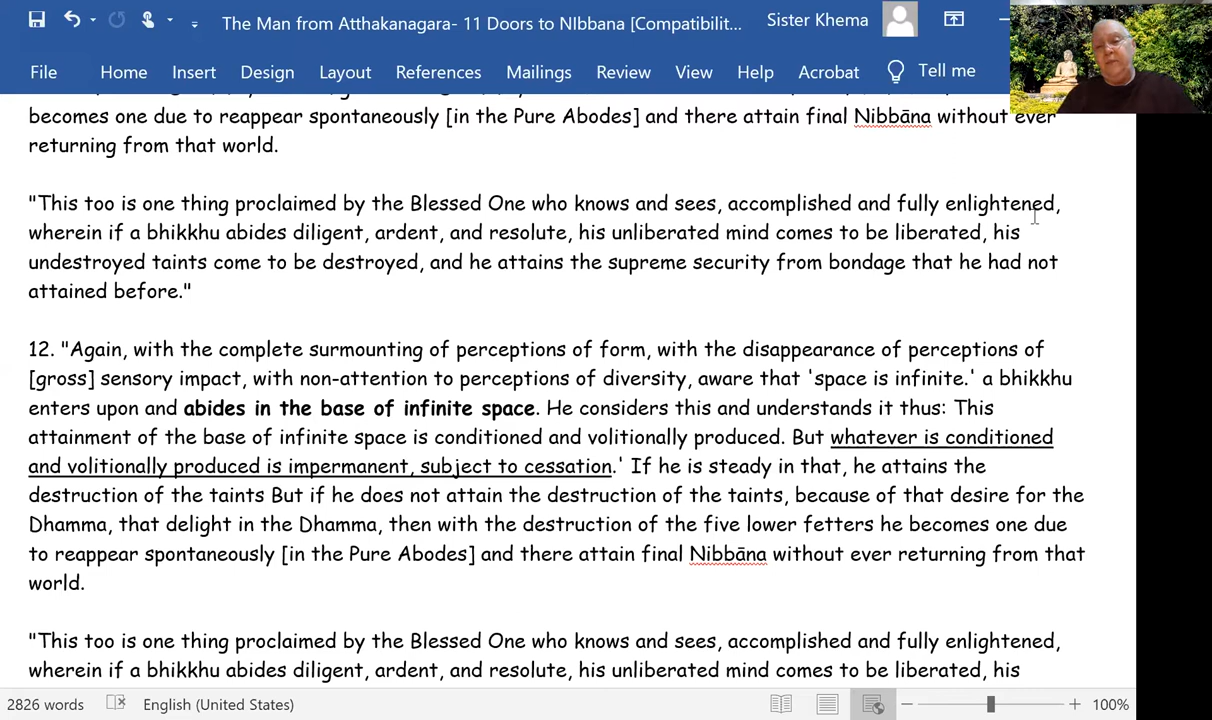 The Man from Atthakanagara- 11 Doors to NIbbana [Compatibilit...
Sister Khema
File Home Insert Design Layout References Mailings Review View Help Acrobat Tell me
becomes one due to reappear spontaneously [in the Pure Abodes] and there attain final Nibbāna without ever
returning from that world.
"This too is one thing proclaimed by the Blessed One who knows and sees, accomplished and fully enlightened,
wherein if a bhikkhu abides diligent, ardent, and resolute, his unliberated mind comes to be liberated, his
undestroyed taints come to be destroyed, and he attains the supreme security from bondage that he had not
attained before."
12. "Again, with the complete surmounting of perceptions of form, with the disappearance of perceptions of
[gross] sensory impact, with non-attention to perceptions of diversity, aware that 'space is infinite.' a bhikkhu
enters upon and abides in the base of infinite space. He considers this and understands it thus: This
attainment of the base of infinite space is conditioned and volitionally produced. But whatever is conditioned
and volitionally produced is impermanent, subject to cessation.' If he is steady in that, he attains the
destruction of the taints But if he does not attain the destruction of the taints, because of that desire for the
Dhamma, that delight in the Dhamma, then with the destruction of the five lower fetters he becomes one due
to reappear spontaneously [in the Pure Abodes] and there attain final Nibbāna without ever returning from that
world.
"This too is one thing proclaimed by the Blessed One who knows and sees, accomplished and fully enlightened,
wherein if a bhikkhu abides diligent, ardent, and resolute, his unliberated mind comes to be liberated, his
2826 words English (United States) 100%